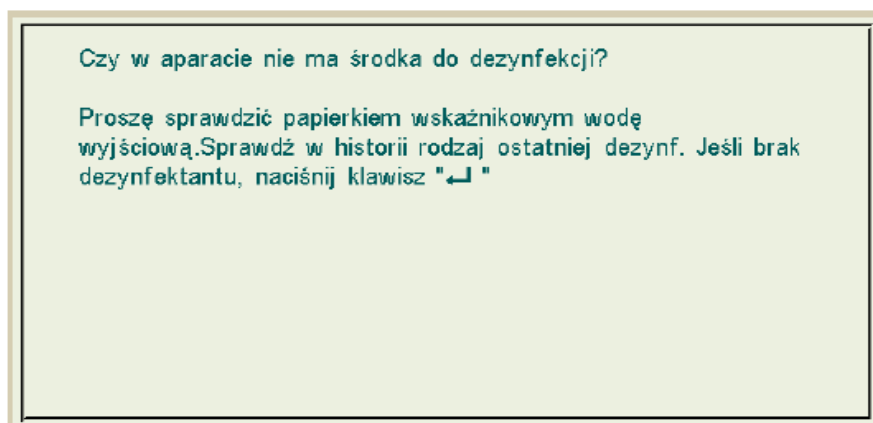 Czy w aparacie nie ma środka do dezynfekcji?
Proszę sprawdzić papierkiem wskaźnikowym wodę
wyjściową.Sprawdź w historii rodzaj ostatniej dezynf. Jeśli brak
dezynfektantu, naciśnij klawisz "↵ "